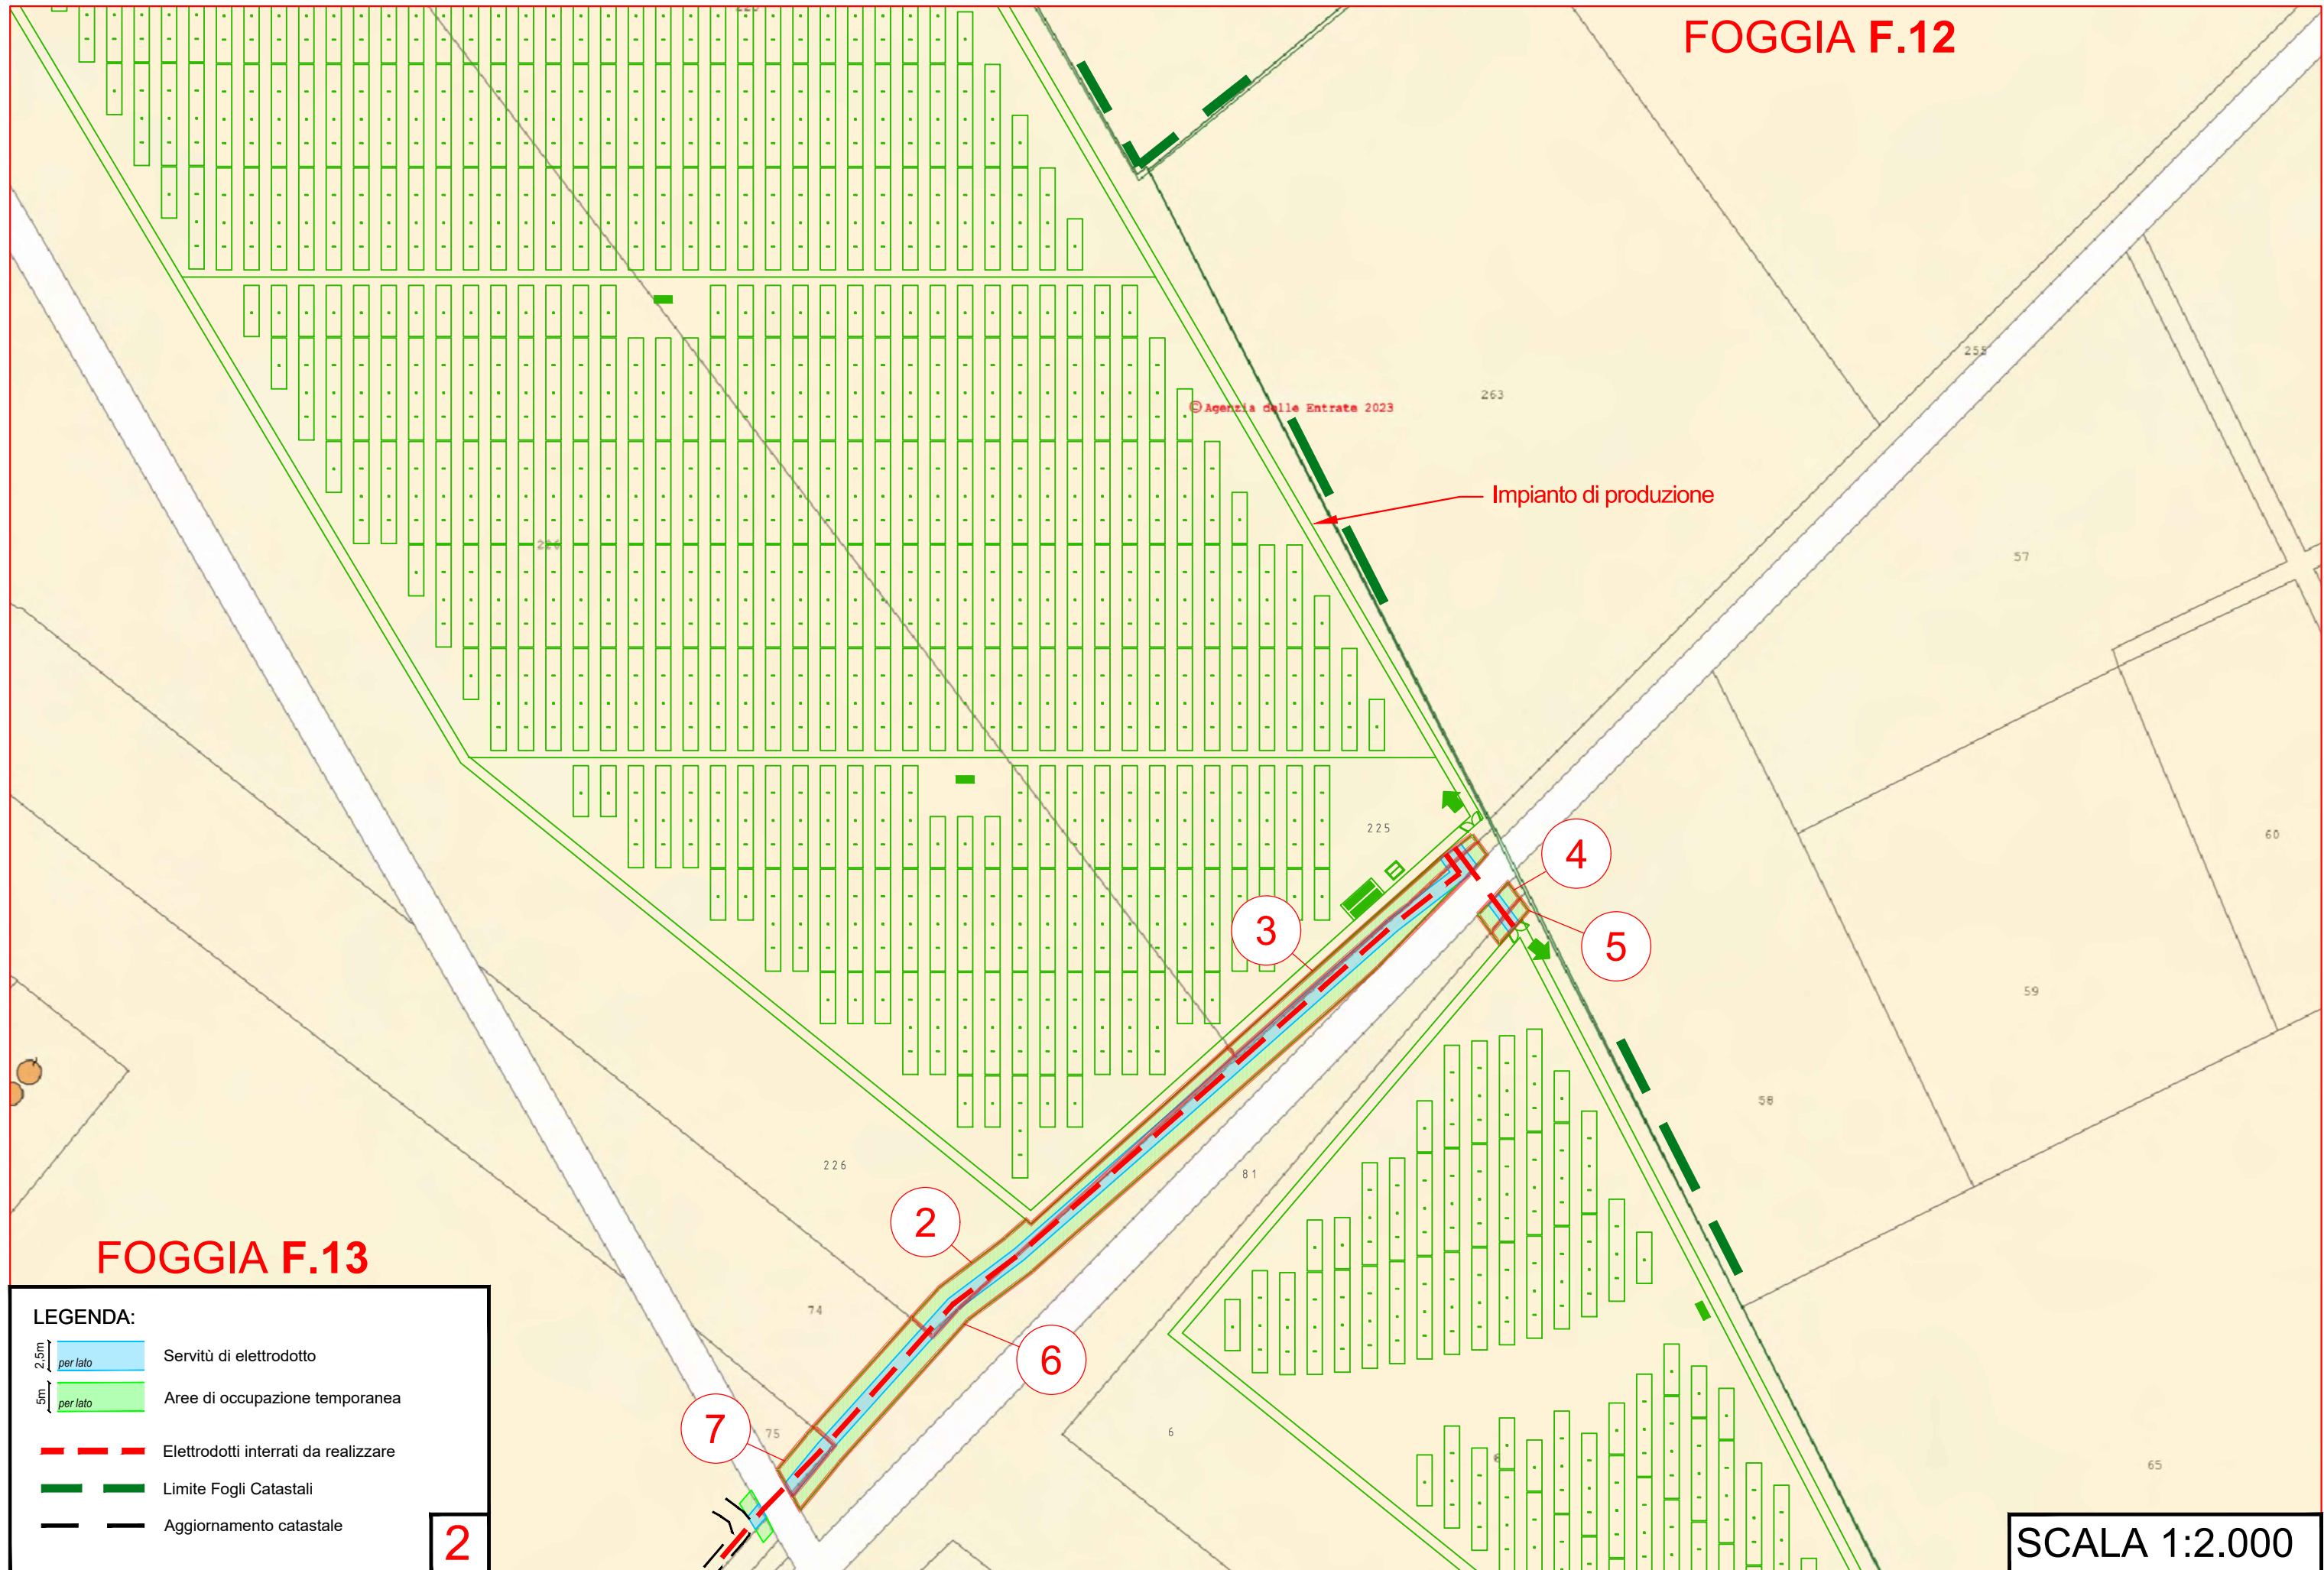 FOGGIA F.12
255
263
© Agenzia delle Entrate 2023
Impianto di produzione
57
226
225
4
60
3
5
59
58
226
81
2
FOGGIA F.13
74
6
7
75
6
65
LEGENDA:
2,5m
per lato
Servitù di elettrodotto
5m
per lato
Aree di occupazione temporanea
Elettrodotti interrati da realizzare
Limite Fogli Catastali
Aggiornamento catastale
2
SCALA 1:2.000